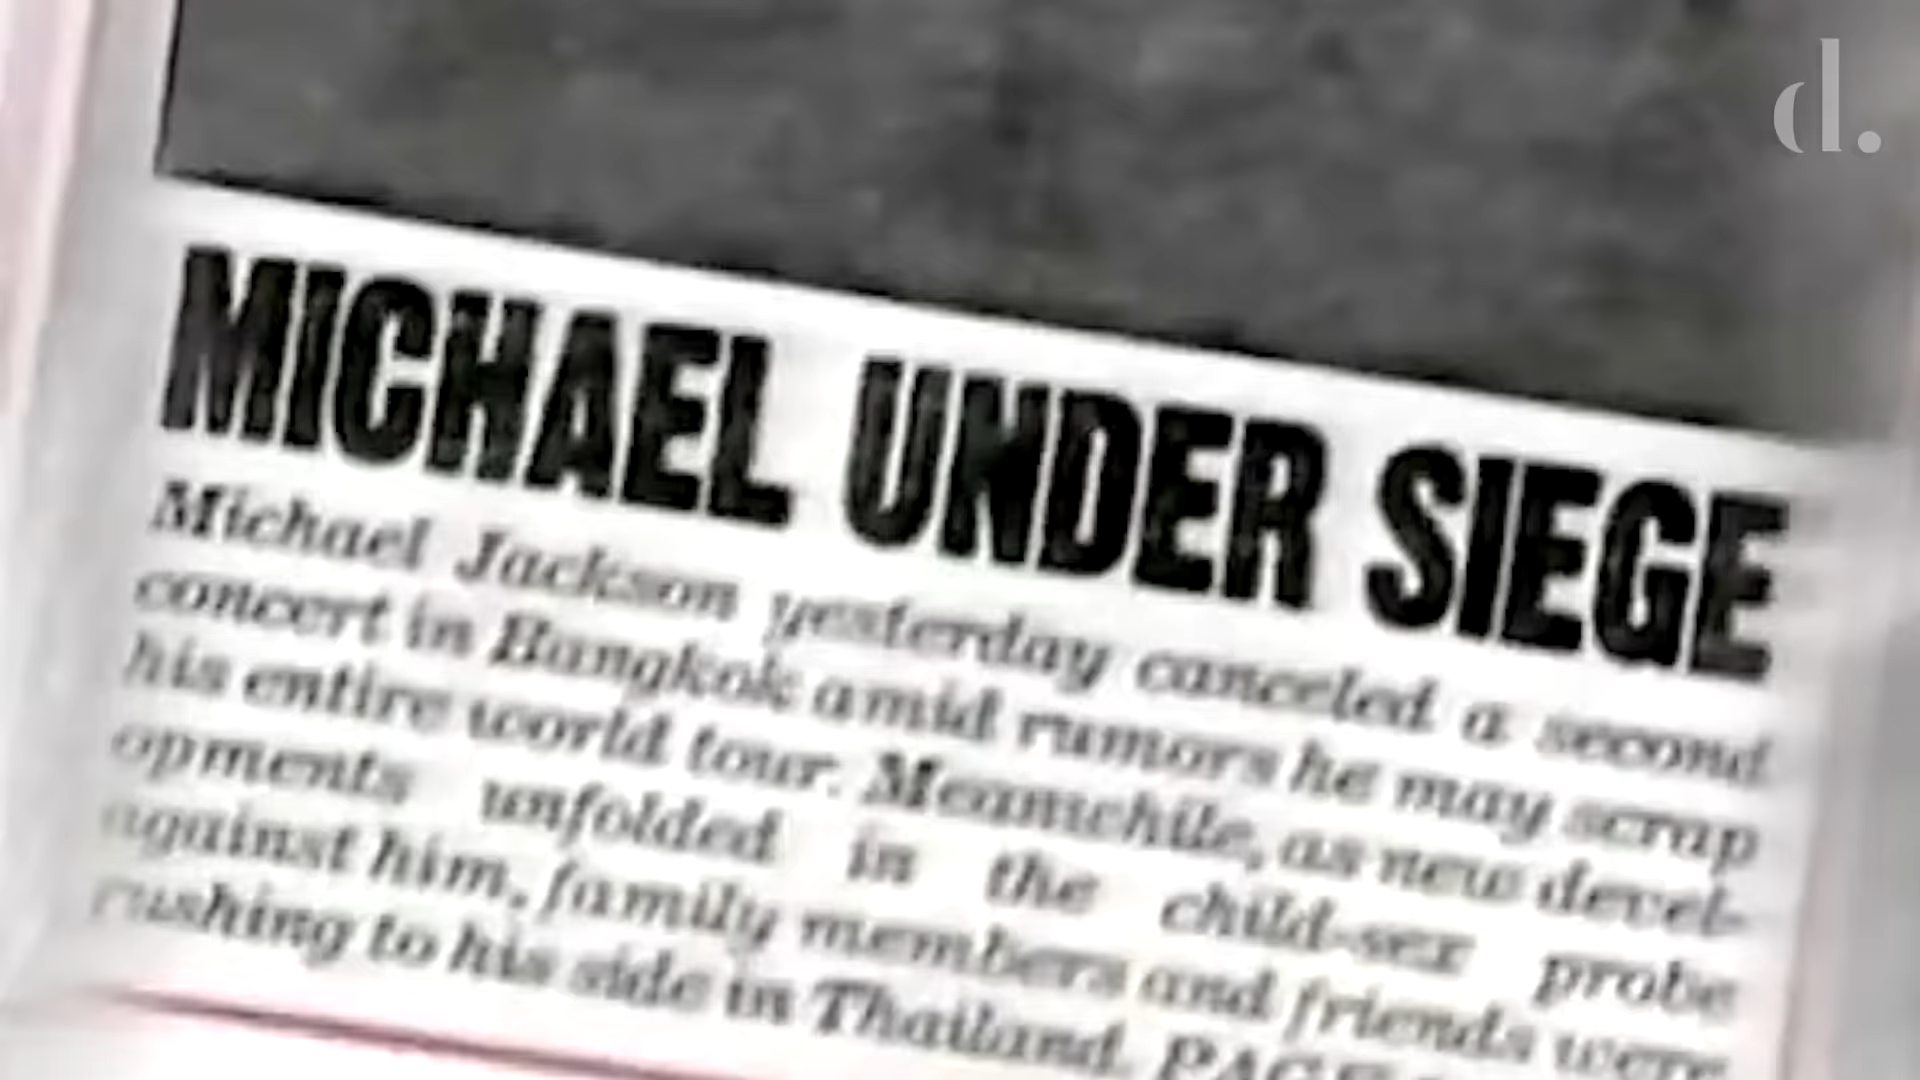 d.
MICHAEL UNDER SIEGE
Michael Jackson yesterday canceled a second
concert in Bangkok amid rumors he may scrap
his entire world tour. Meanwhile, as new devel-
opments unfolded in the child-sex probe
against him, family members and friends were
rushing to his side in Thailand. PAGE